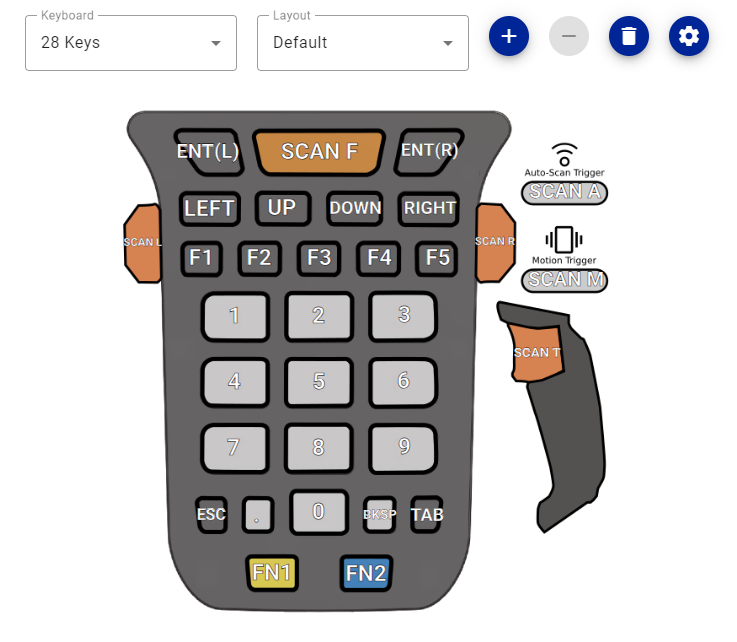 Keyboard
28 Keys
Layout
Default
ENT(L)
SCAN F
ENT(R)
Auto-Scan Trigger
SCAN A
LEFT
UP
DOWN
RIGHT
SCAN L
SCAN R
F1
F2
F3
F4
F5
Motion Trigger
SCAN M
1
2
3
SCAN T
4
5
6
7
8
9
ESC
.
0
BKSP
TAB
FN1
FN2